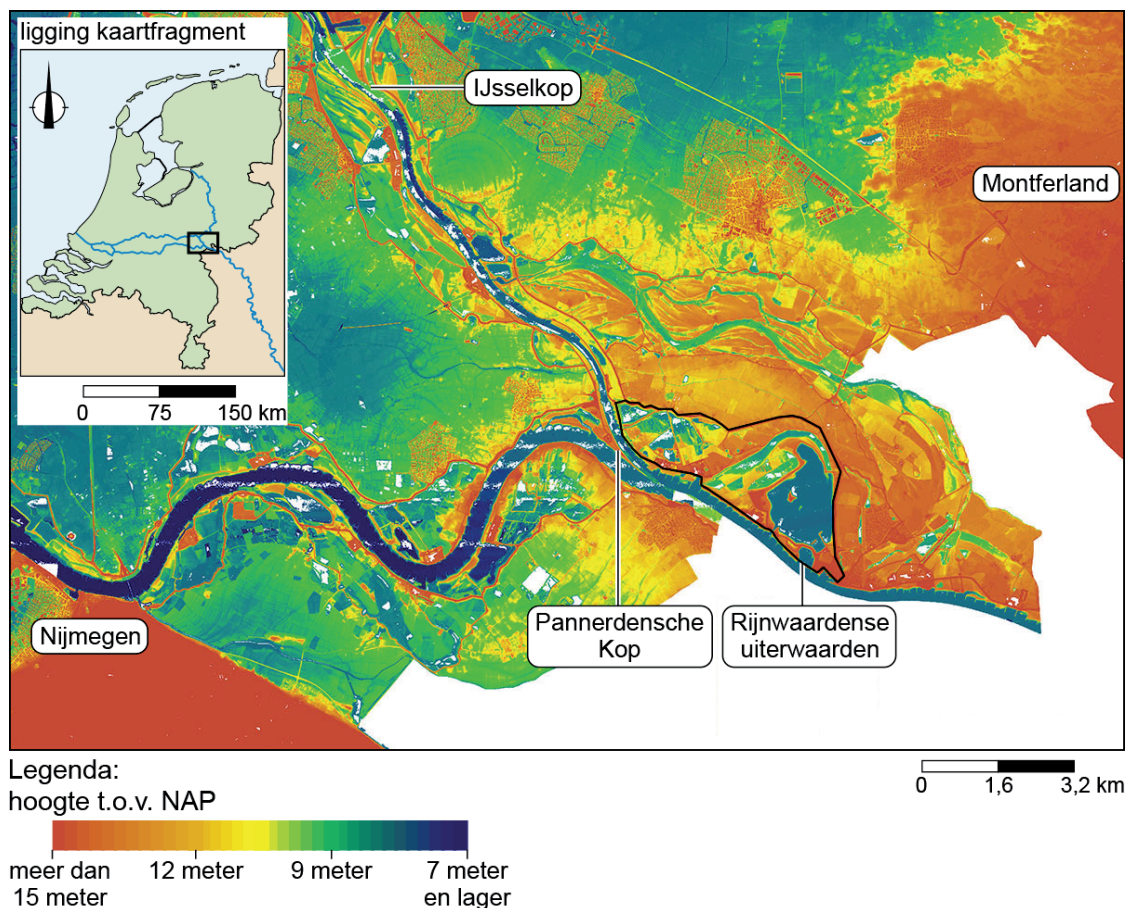 ligging kaartfragment
0 75 150 km
IJsselkop
Montferland
Nijmegen
Pannerdensche
Kop
Rijnwaardense
uiterwaarden
Legenda:
hoogte t.o.v. NAP
meer dan
15 meter
12 meter
9 meter
7 meter
en lager
0 1,6 3,2 km